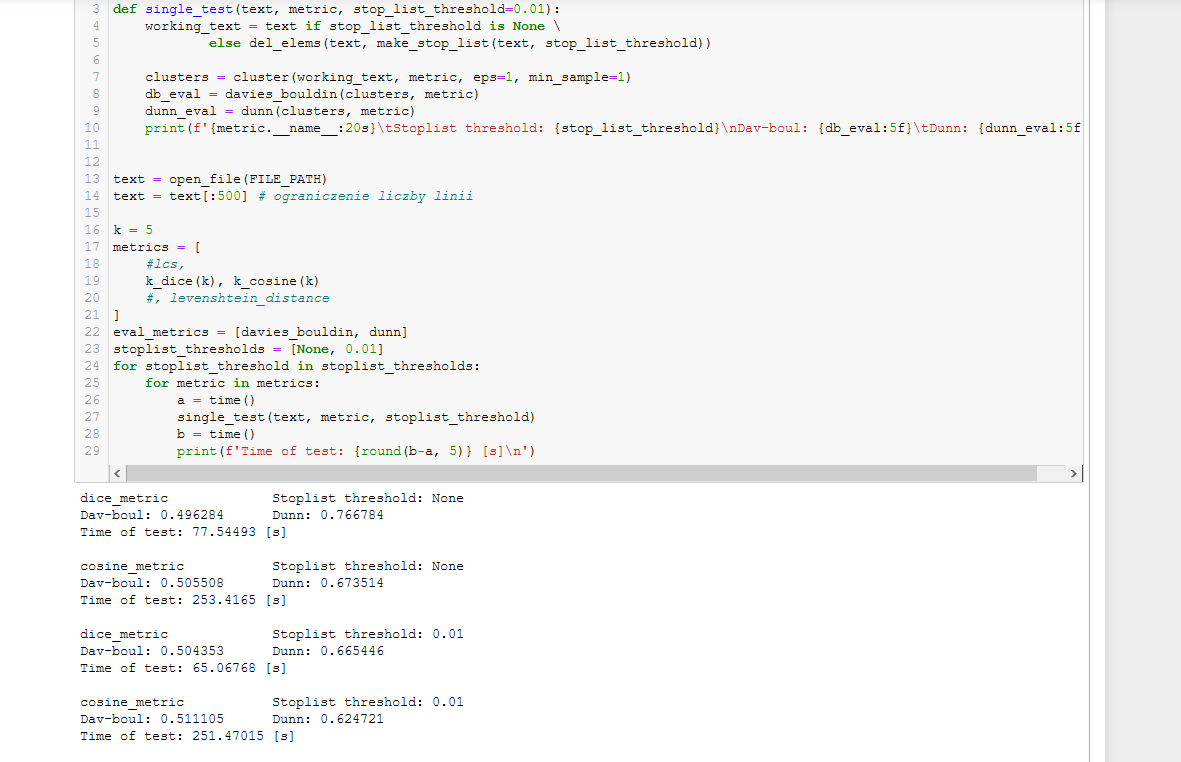 3 def single_test(text, metric, stop_list_threshold=0.01):
4     working_text = text if stop_list_threshold is None \
5             else del_elems(text, make_stop_list(text, stop_list_threshold))
6
7     clusters = cluster(working_text, metric, eps=1, min_sample=1)
8     db_eval = davies_bouldin(clusters, metric)
9     dunn_eval = dunn(clusters, metric)
10     print(f'{metric.__name__:20s}\tStoplist threshold: {stop_list_threshold}\nDav-boul: {db_eval:5f}\tDunn: {dunn_eval:5f
11
12
13 text = open_file(FILE_PATH)
14 text = text[:500] # ograniczenie liczby linii
15
16 k = 5
17 metrics = [
18     #lcs,
19     k_dice(k), k_cosine(k)
20     #, levenshtein_distance
21 ]
22 eval_metrics = [davies_bouldin, dunn]
23 stoplist_thresholds = [None, 0.01]
24 for stoplist_threshold in stoplist_thresholds:
25     for metric in metrics:
26         a = time()
27         single_test(text, metric, stoplist_threshold)
28         b = time()
29         print(f'Time of test: {round(b-a, 5)} [s]\n')
dice_metric             Stoplist threshold: None
Dav-boul: 0.496284      Dunn: 0.766784
Time of test: 77.54493 [s]

cosine_metric           Stoplist threshold: None
Dav-boul: 0.505508      Dunn: 0.673514
Time of test: 253.4165 [s]

dice_metric             Stoplist threshold: 0.01
Dav-boul: 0.504353      Dunn: 0.665446
Time of test: 65.06768 [s]

cosine_metric           Stoplist threshold: 0.01
Dav-boul: 0.511105      Dunn: 0.624721
Time of test: 251.47015 [s]